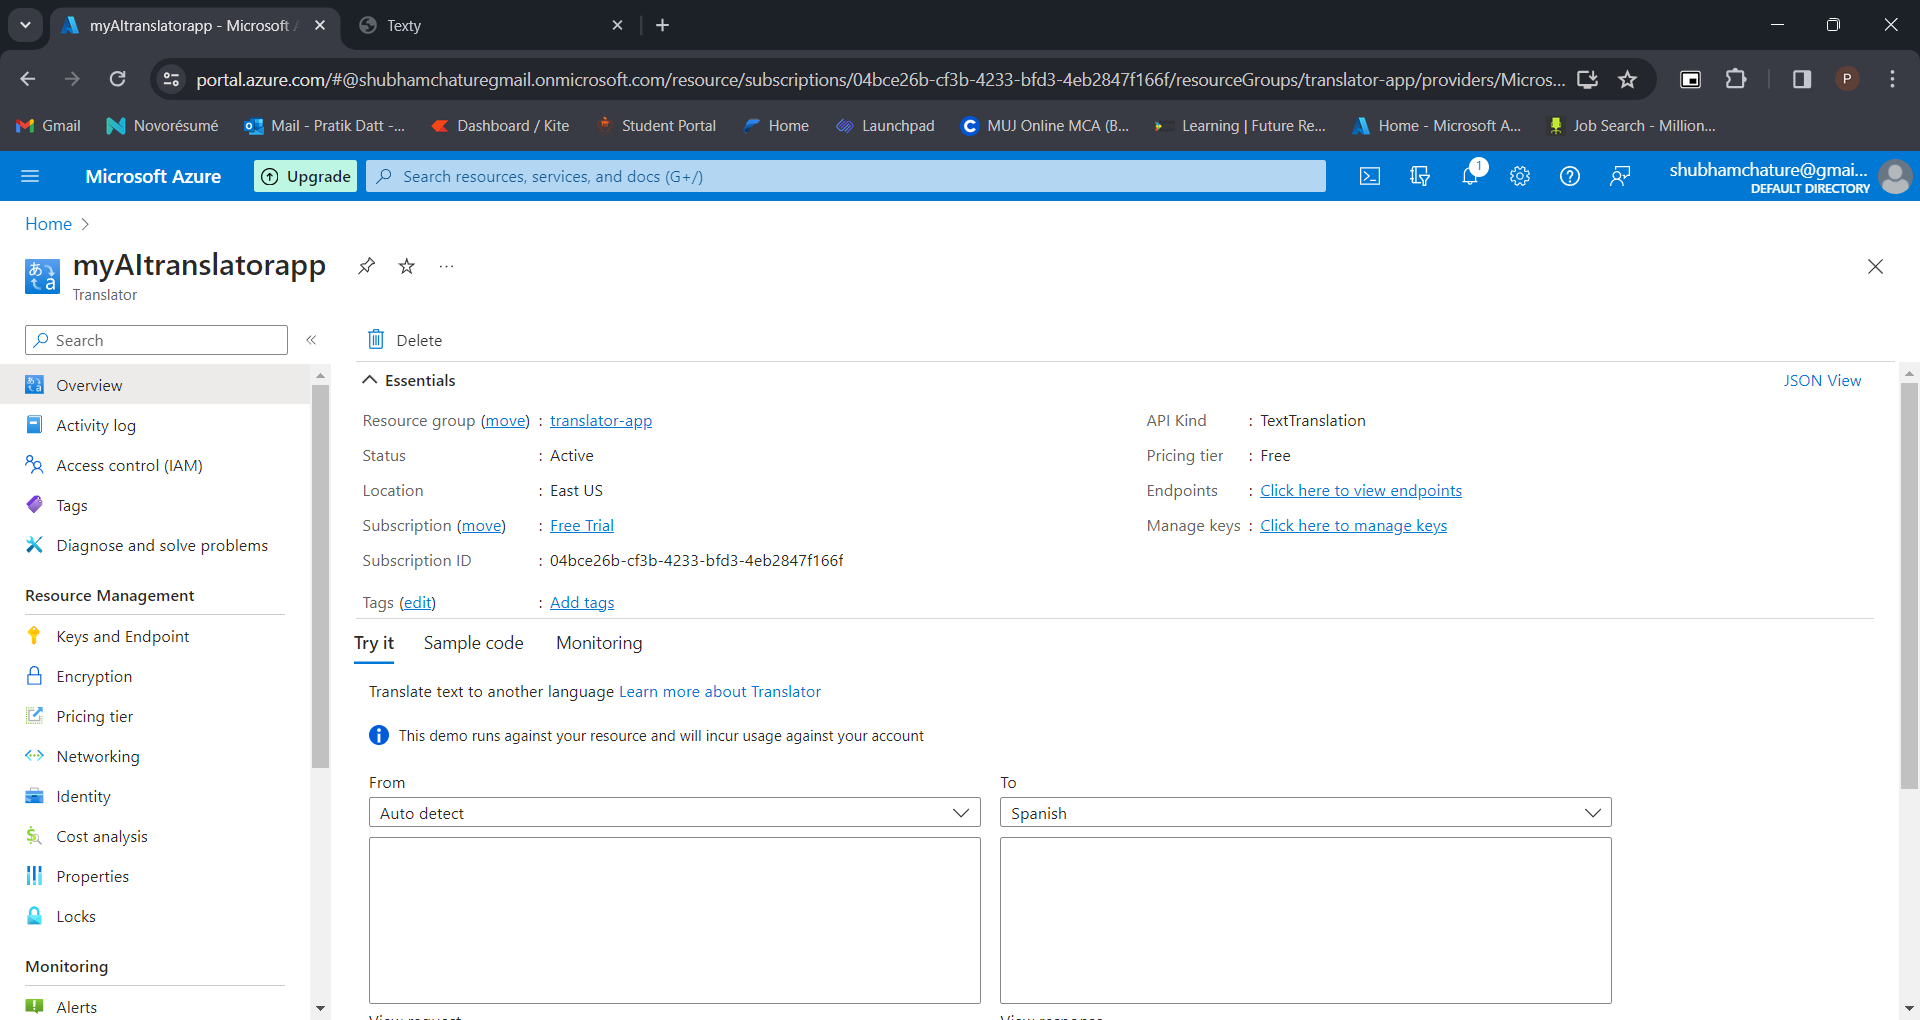 myAItranslatorapp - Microsoft A
Texty
portal.azure.com/#@shubhamchaturegmail.onmicrosoft.com/resource/subscriptions/04bce26b-cf3b-4233-bfd3-4eb2847f166f/resourceGroups/translator-app/providers/Micros...
P
Gmail
Novorésumé
Mail - Pratik Datt -...
Dashboard / Kite
Student Portal
Home
Launchpad
MUJ Online MCA (B...
Learning | Future Re...
Home - Microsoft A...
Job Search - Million...
Microsoft Azure
Upgrade
Search resources, services, and docs (G+/)
1
shubhamchature@gmai...
DEFAULT DIRECTORY
Home
myAItranslatorapp
Translator
Search
Delete
Overview
Activity log
Access control (IAM)
Tags
Diagnose and solve problems
Resource Management
Keys and Endpoint
Encryption
Pricing tier
Networking
Identity
Cost analysis
Properties
Locks
Monitoring
Alerts
Essentials
JSON View
Resource group (move) : translator-app
Status : Active
Location : East US
Subscription (move) : Free Trial
Subscription ID : 04bce26b-cf3b-4233-bfd3-4eb2847f166f
Tags (edit) : Add tags
API Kind : TextTranslation
Pricing tier : Free
Endpoints : Click here to view endpoints
Manage keys : Click here to manage keys
Try it
Sample code
Monitoring
Translate text to another language Learn more about Translator
This demo runs against your resource and will incur usage against your account
From
Auto detect
To
Spanish
View request
View response